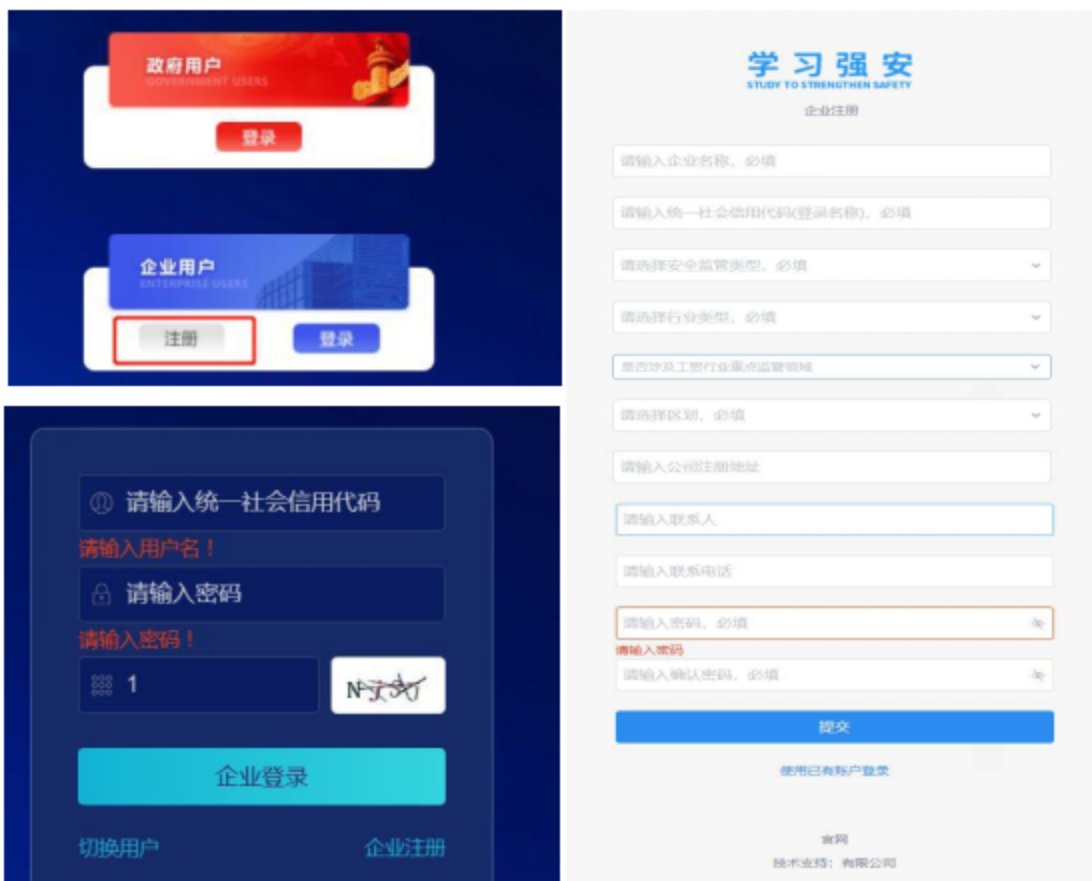 政府用户
GOVERNMENT USERS
登录
企业用户
ENTERPRISE USERS
注册
登录
请输入统一社会信用代码
请输入用户名！
请输入密码
请输入密码！
1
企业登录
切换用户
企业注册
学习强安
STUDY TO STRENGTHEN SAFETY
企业注册
请输入企业名称，必填
请输入统一社会信用代码(登录名称)，必填
请选择安全监管类型，必填
请选择行业类型，必填
是否涉及工贸行业重点监管领域
请选择区划，必填
请输入公司注册地址
请输入联系人
请输入联系电话
请输入密码，必填
请输入密码
请输入确认密码，必填
提交
使用已有账户登录
官网
技术支持：有限公司